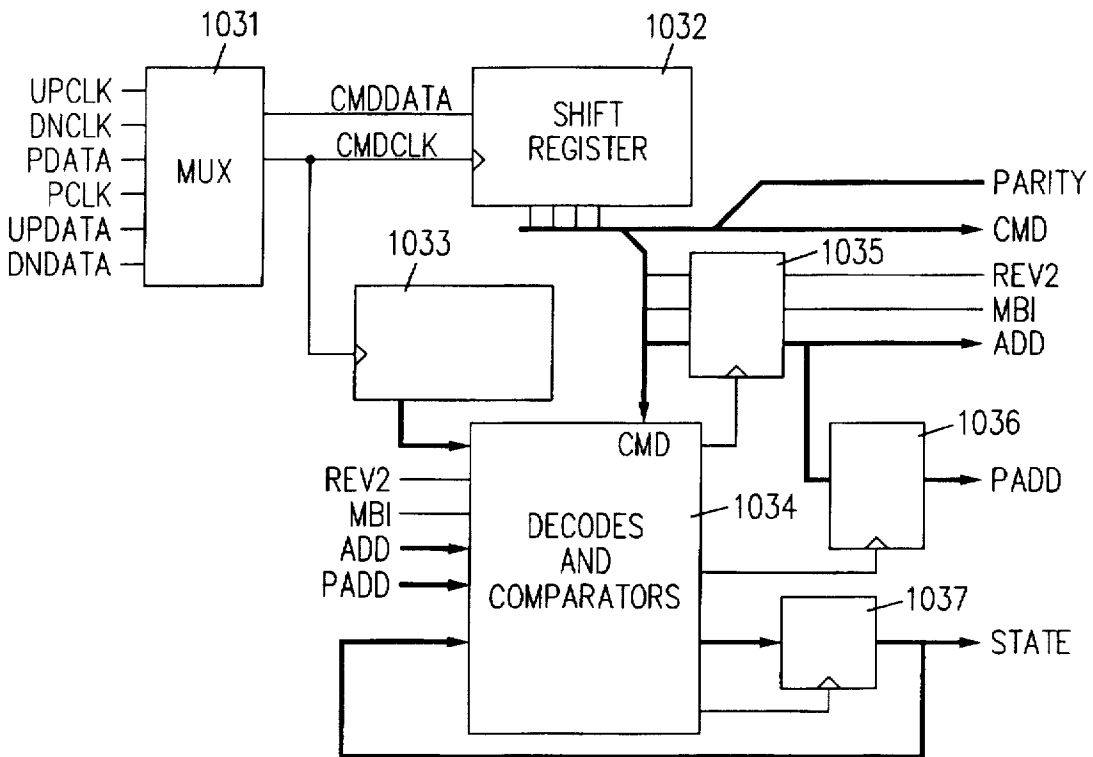 1031
1032
UPCLK
DNCLK
PDATA
PCLK
UPDATA
DNDATA
MUX
CMDDATA
CMDCLK
SHIFT
REGISTER
PARITY
CMD
1033
1035
REV2
MBI
ADD
CMD
1036
PADD
REV2
MBI
ADD
PADD
1034
DECODES
AND
COMPARATORS
1037
STATE